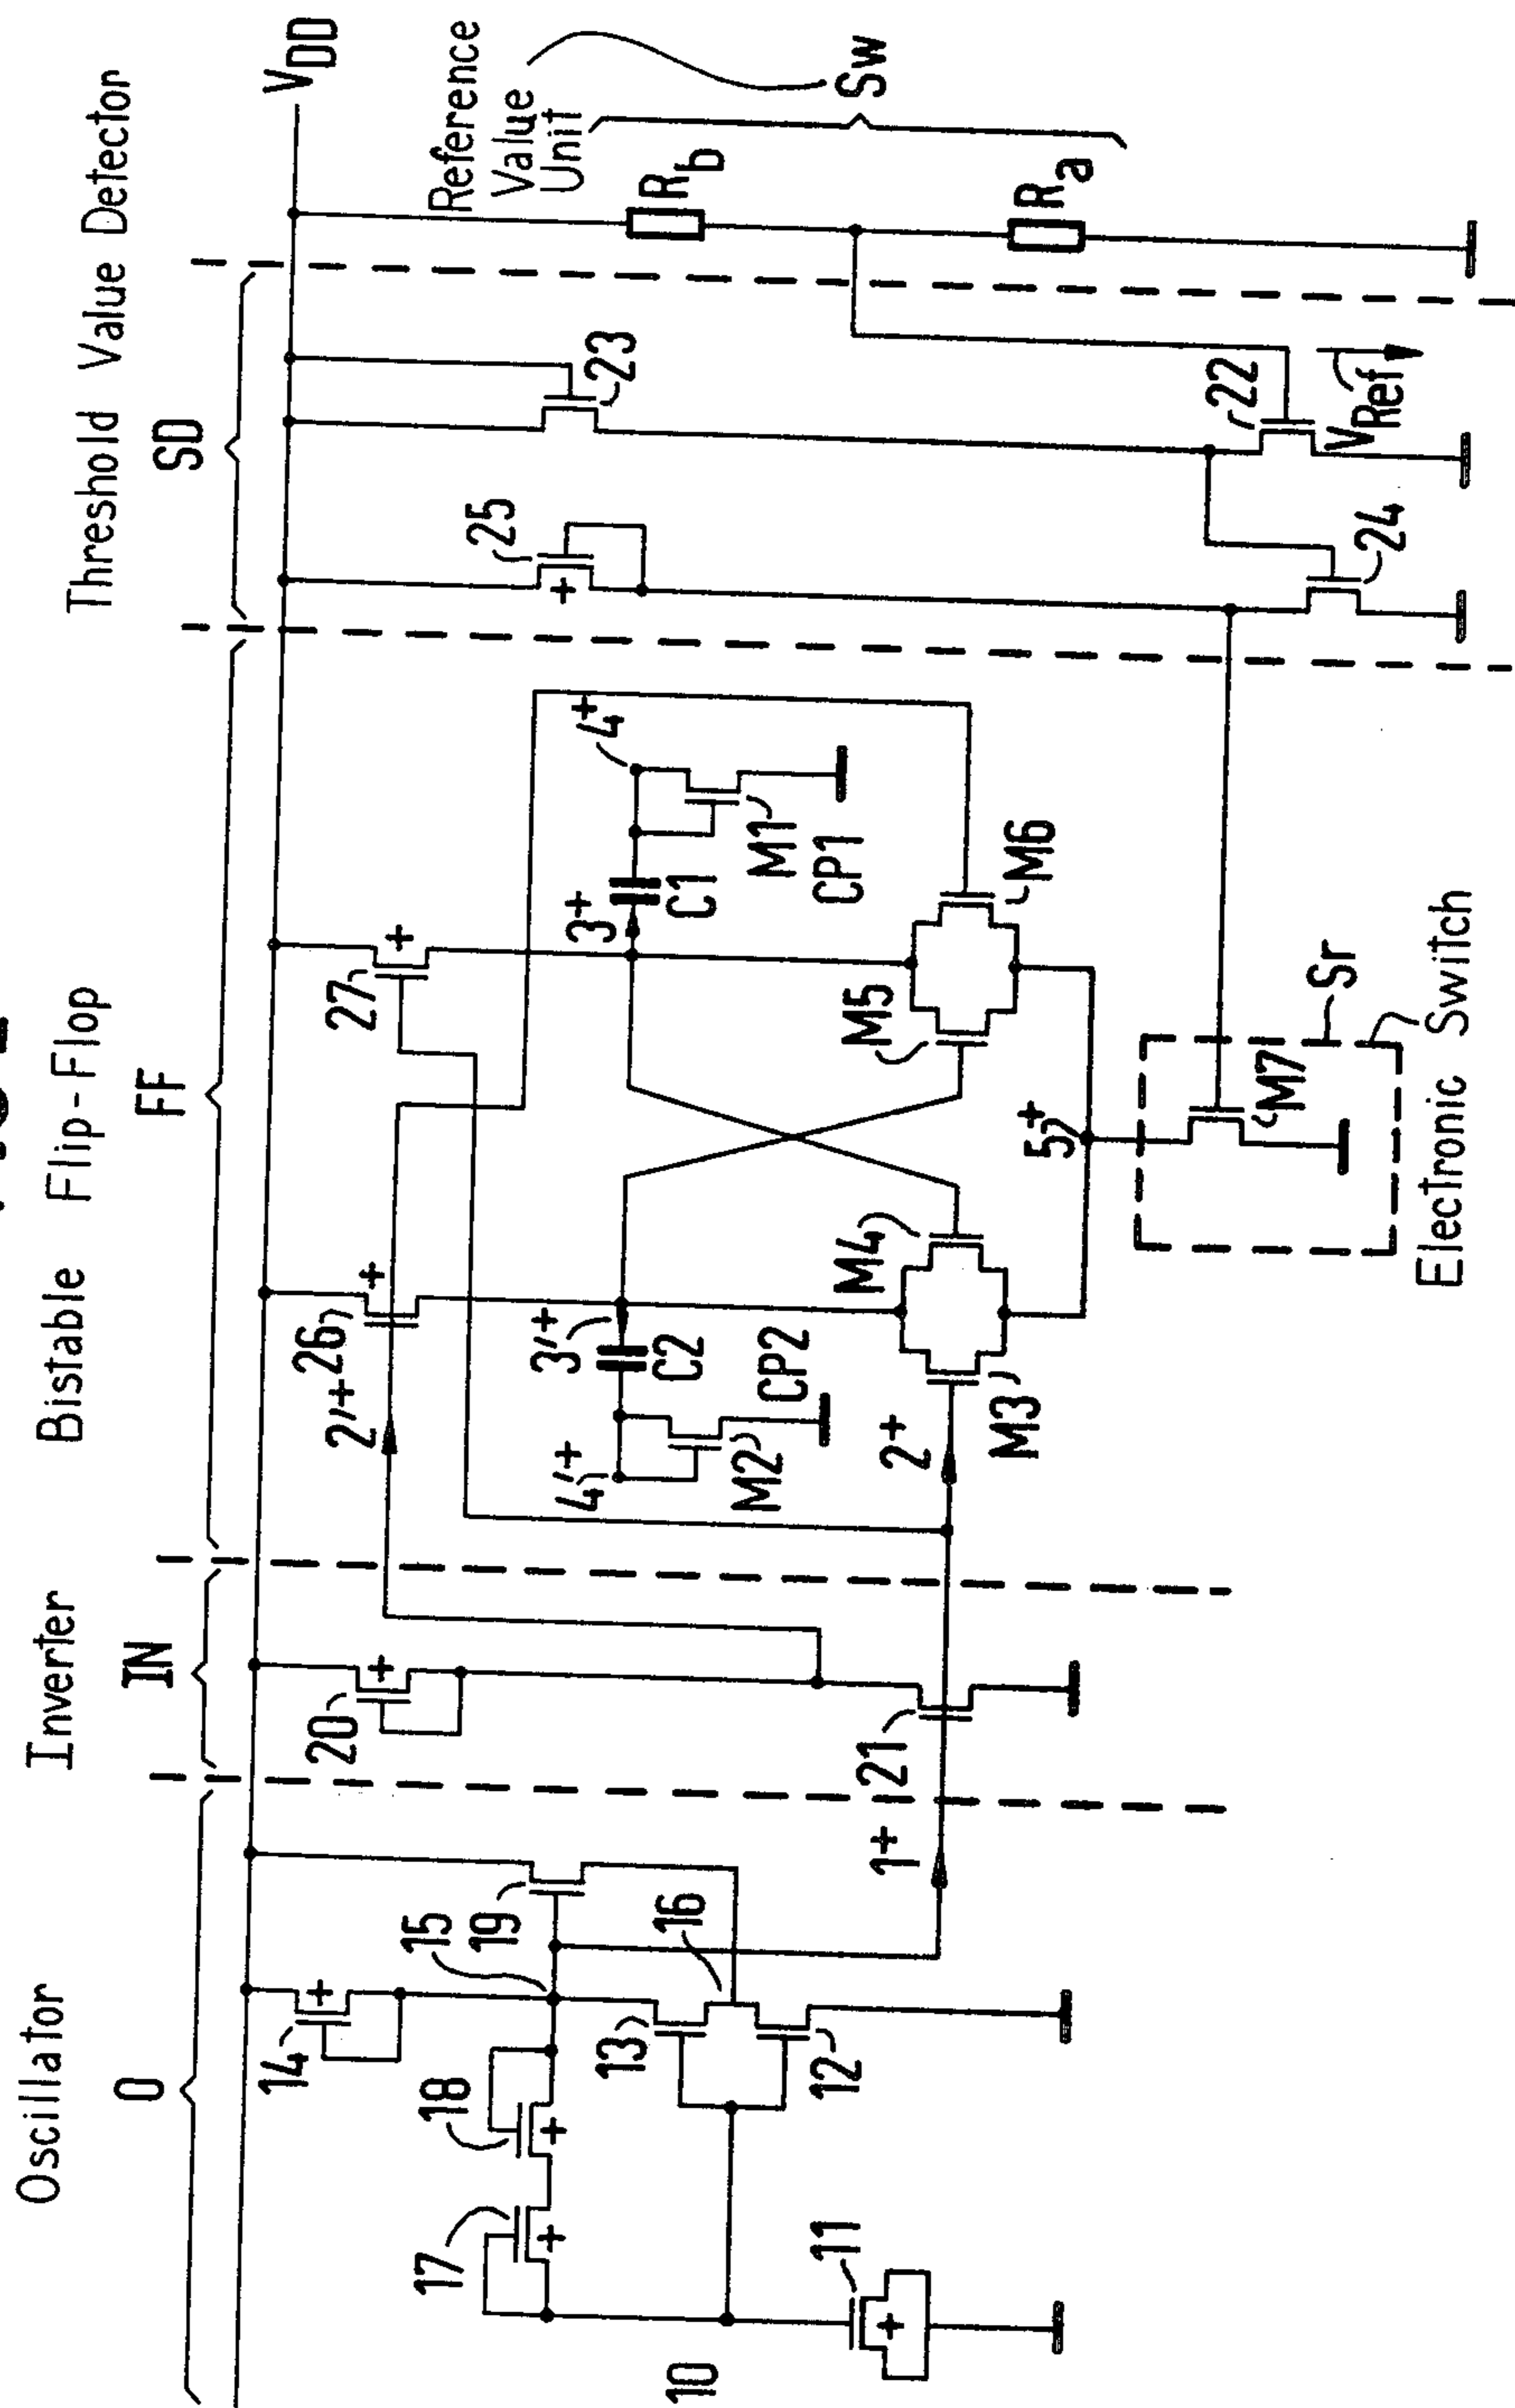 Oscillator
Inverter
Bistable Flip-Flop
Threshold Value Detector
O
IN
FF
SD
VDD
Reference
Value
Unit
Sw
Rb
Ra
14
15
19
18
17
16
13
12
11
10
1+
20
21
2'+
26
27
3'+
C2
4'+
M2
CP2
3+
C1
4+
M1
CP1
2+
M3
M4
M5
M6
5+
M7
Sr
Electronic Switch
25
23
22
24
VRef